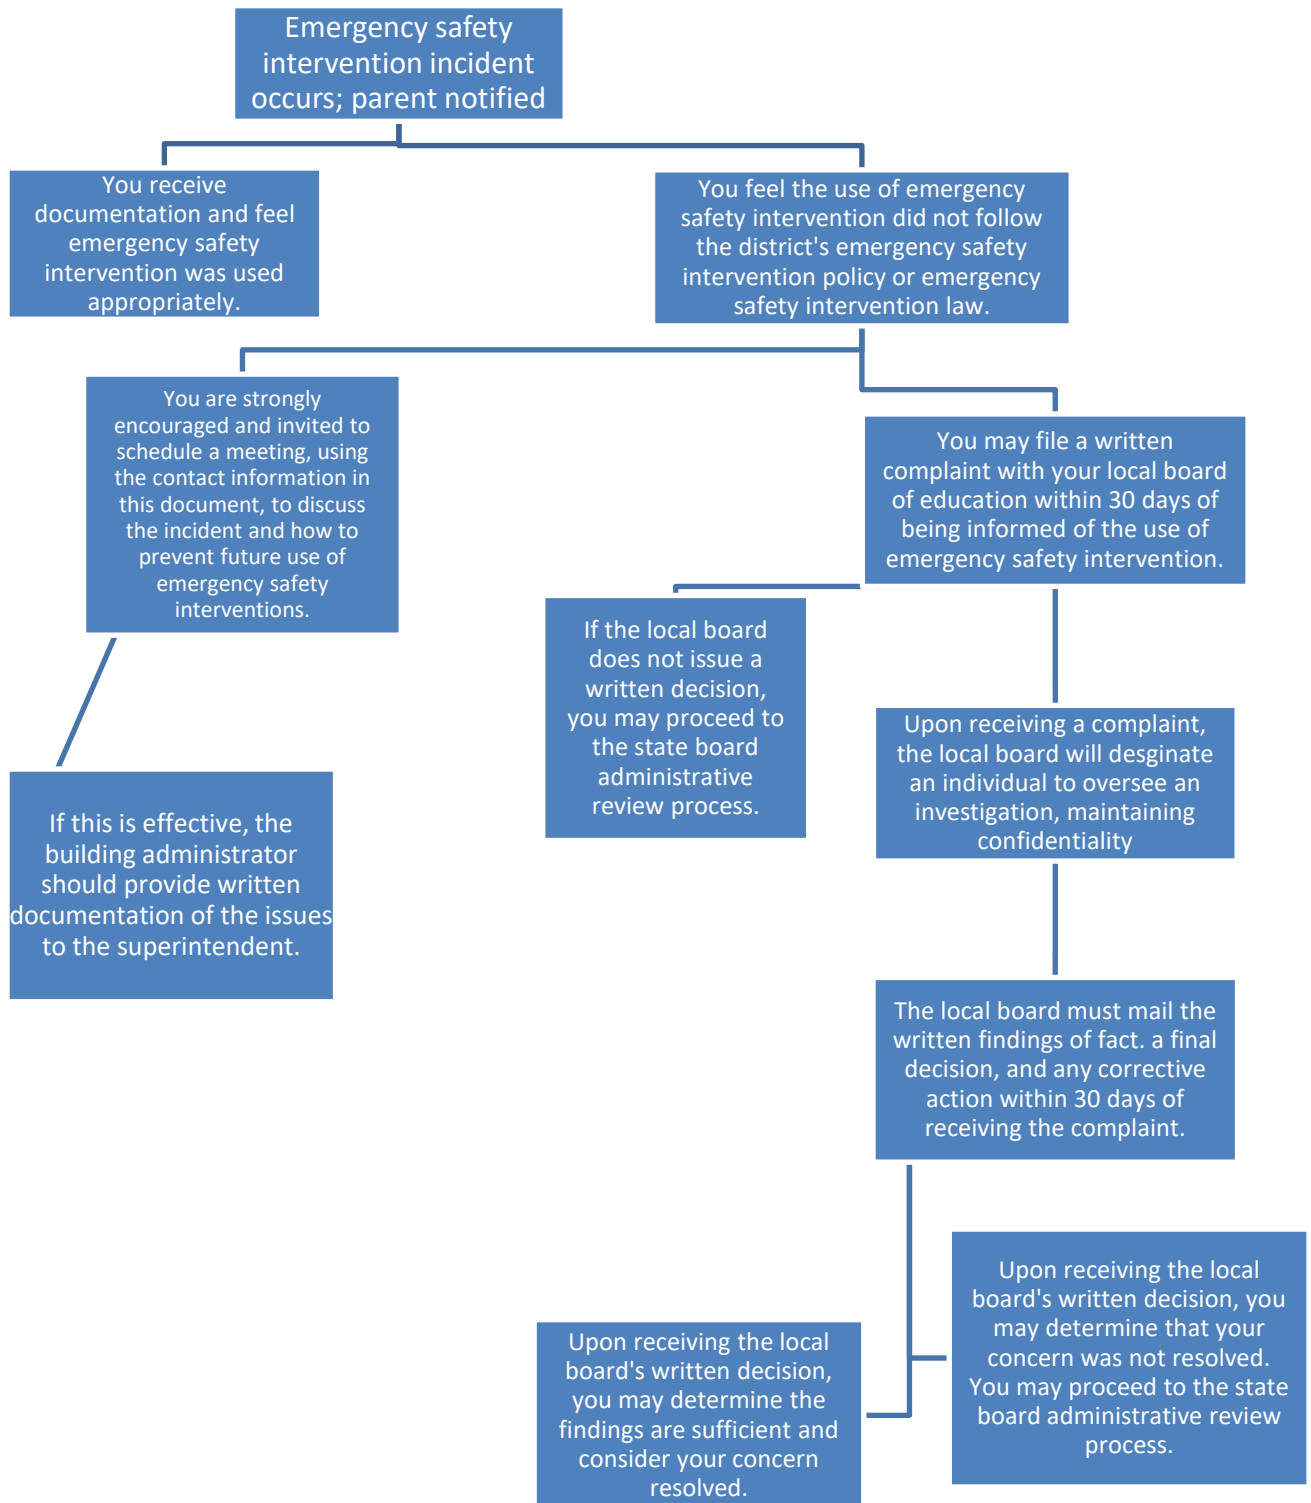 Emergency safety
intervention incident
occurs; parent notified
You receive
documentation and feel
emergency safety
intervention was used
appropriately.
You feel the use of emergency
safety intervention did not follow
the district's emergency safety
intervention policy or emergency
safety intervention law.
You are strongly
encouraged and invited to
schedule a meeting, using
the contact information in
this document, to discuss
the incident and how to
prevent future use of
emergency safety
interventions.
You may file a written
complaint with your local board
of education within 30 days of
being informed of the use of
emergency safety intervention.
If the local board
does not issue a
written decision,
you may proceed to
the state board
administrative
review process.
Upon receiving a complaint,
the local board will desginate
an individual to oversee an
investigation, maintaining
confidentiality
If this is effective, the
building administrator
should provide written
documentation of the issues
to the superintendent.
The local board must mail the
written findings of fact. a final
decision, and any corrective
action within 30 days of
receiving the complaint.
Upon receiving the local
board's written decision, you
may determine that your
concern was not resolved.
You may proceed to the state
board administrative review
process.
Upon receiving the local
board's written decision,
you may determine the
findings are sufficient and
consider your concern
resolved.